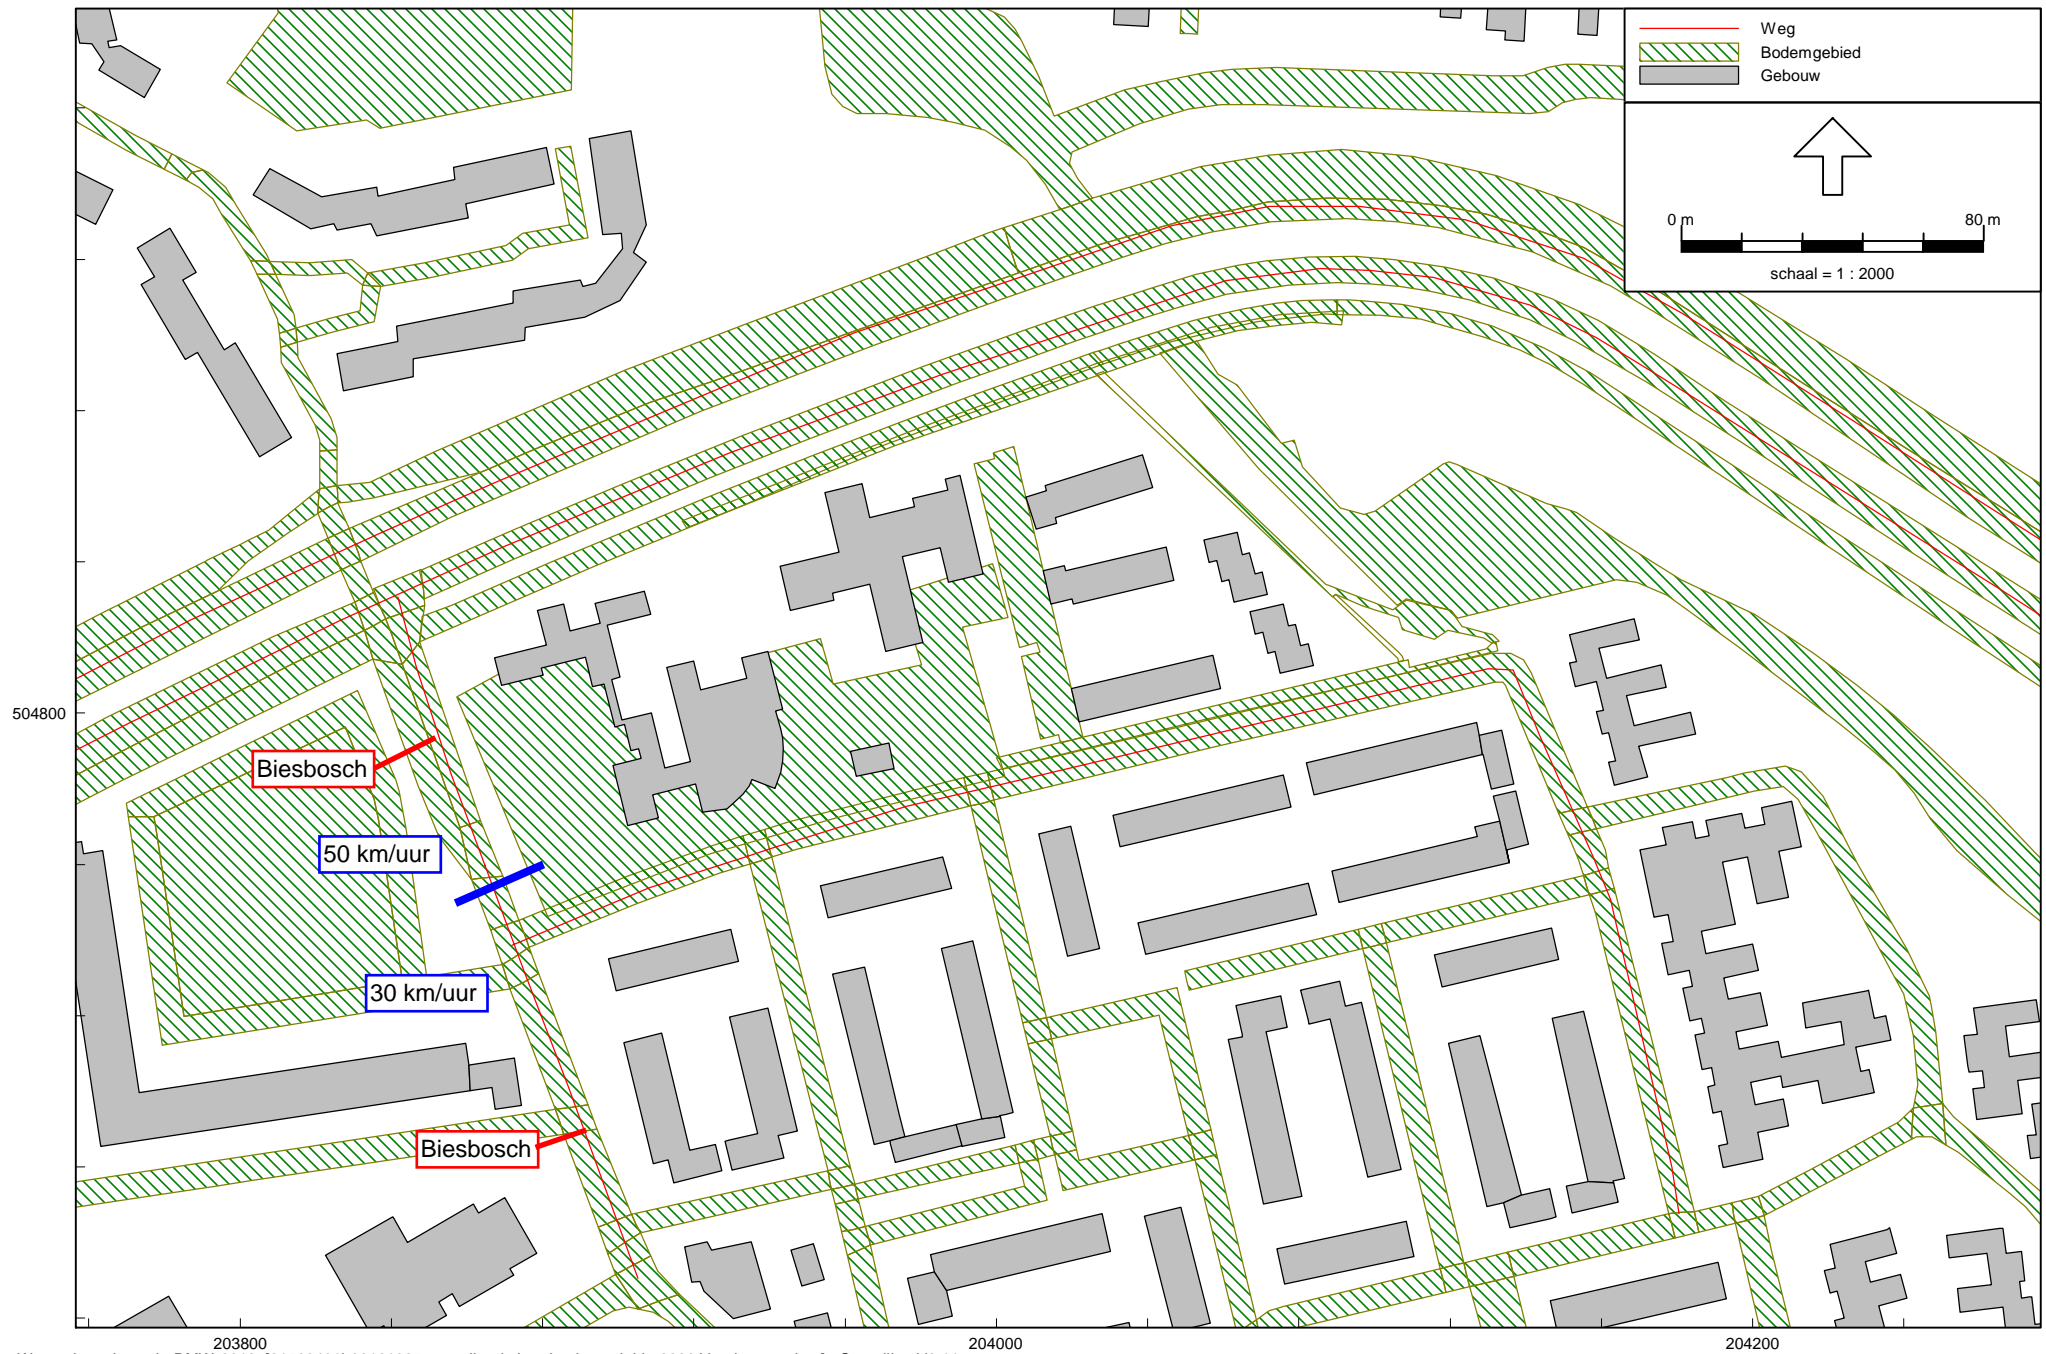 Weg
Bodemgebied
Gebouw
0 m 80 m
schaal = 1 : 2000
504800
Biesbosch
50 km/uur
30 km/uur
Biesbosch
203800 204000 204200